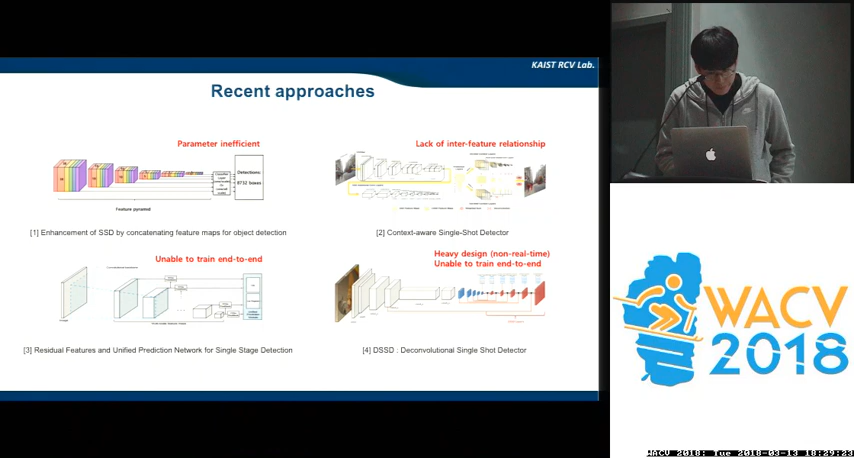 KAIST RCV Lab.
Recent approaches
Parameter inefficient
Detections:
8732 boxes
Feature pyramid
[1] Enhancement of SSD by concatenating feature maps for object detection
Lack of inter-feature relationship
[2] Context-aware Single-Shot Detector
Unable to train end-to-end
[3] Residual Features and Unified Prediction Network for Single Stage Detection
Heavy design (non-real-time)
Unable to train end-to-end
[4] DSSD : Deconvolutional Single Shot Detector
WACV
2018
WACV 2018: Tue 2018-03-13 18:29:23